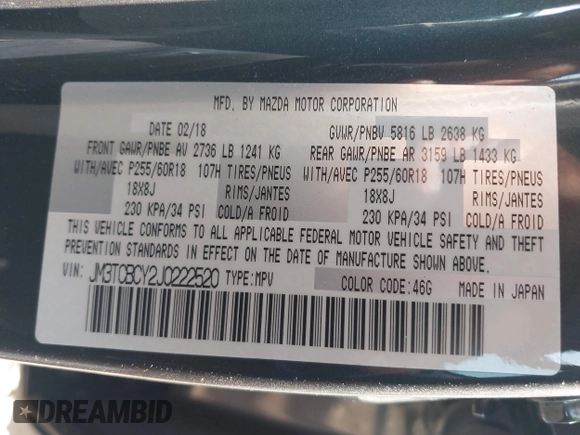 MFD. BY MAZDA MOTOR CORPORATION
DATE 02/18 GVWR/PNBV 5816 LB 2638 KG
FRONT GAWR/PNBE AV 2736 LB 1241 KG REAR GAWR/PNBE AR 3159 LB 1433 KG
WITH/AVEC P255/60R18 107H TIRES/PNEUS WITH/AVEC P255/60R18 107H TIRES/PNEUS
18X8J RIMS/JANTES 18X8J RIMS/JANTES
230 KPA/34 PSI COLD/A FROID 230 KPA/34 PSI COLD/A FROID
THIS VEHICLE CONFORMS TO ALL APPLICABLE FEDERAL MOTOR VEHICLE SAFETY AND THEFT
PREVENTION STANDARDS IN EFFECT ON THE DATE OF MANUFACTURE SHOWN ABOVE.
VIN: JM3TCBCY2J0222520 TYPE:MPV COLOR CODE:46G MADE IN JAPAN
DREAMBID